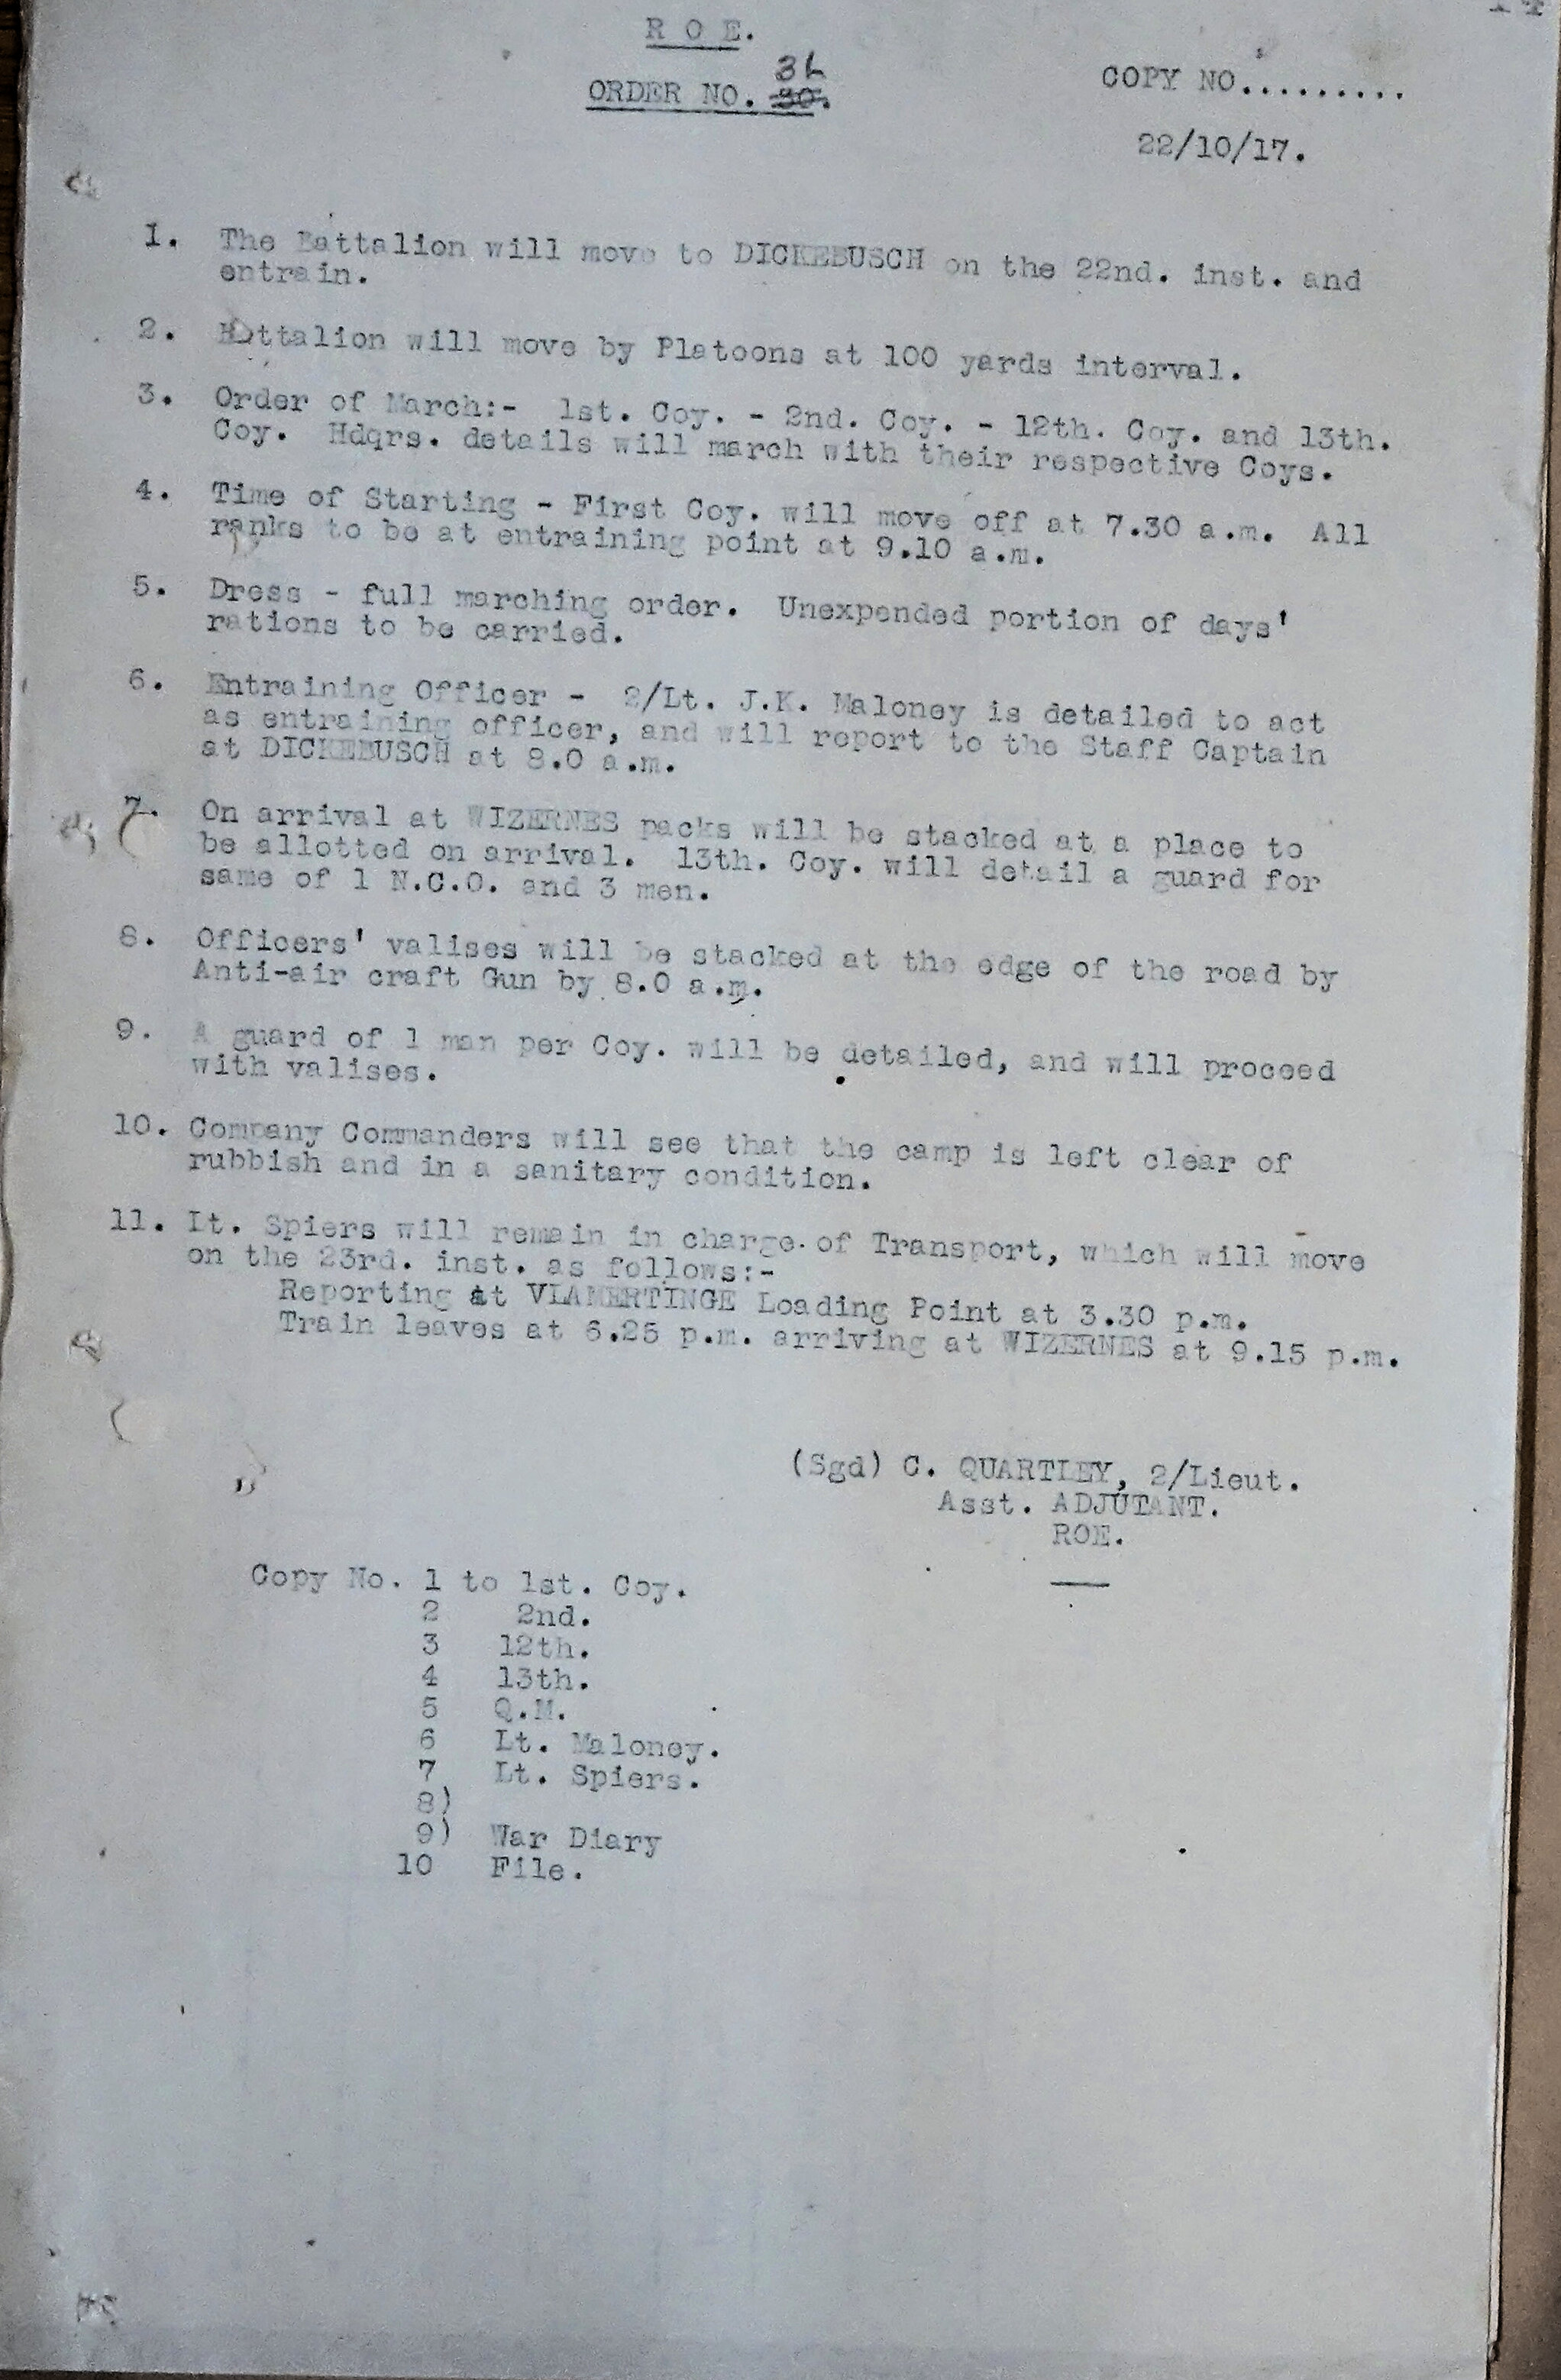 R O E.
ORDER NO. 30.
COPY NO.........
22/10/17.
1. The Battalion will move to DICKEBUSCH on the 22nd. inst. and
entrain.
2. Battalion will move by Platoons at 100 yards interval.
3. Order of March:- 1st. Coy. - 2nd. Coy. - 12th. Coy. and 13th.
Coy. Hdqrs. details will march with their respective Coys.
4. Time of Starting - First Coy. will move off at 7.30 a.m. All
ranks to be at entraining point at 9.10 a.m.
5. Dress - full marching order. Unexpended portion of days'
rations to be carried.
6. Entraining Officer - 2/Lt. J.K. Maloney is detailed to act
as entraining officer, and will report to the Staff Captain
at DICKEBUSCH at 8.0 a.m.
7. On arrival at WIZERNES packs will be stacked at a place to
be allotted on arrival. 13th. Coy. will detail a guard for
same of 1 N.C.O. and 3 men.
8. Officers' valises will be stacked at the edge of the road by
Anti-air craft Gun by 8.0 a.m.
9. A guard of 1 man per Coy. will be detailed, and will proceed
with valises.
10. Company Commanders will see that the camp is left clear of
rubbish and in a sanitary condition.
11. Lt. Spiers will remain in charge of Transport, which will move
on the 23rd. inst. as follows:-
Reporting at VLAMERTINGE Loading Point at 3.30 p.m.
Train leaves at 6.25 p.m. arriving at WIZERNES at 9.15 p.m.
(Sgd) C. QUARTLEY, 2/Lieut.
Asst. ADJUTANT.
ROE.
Copy No. 1 to 1st. Coy.
2 2nd.
3 12th.
4 13th.
5 Q.M.
6 Lt. Maloney.
7 Lt. Spiers.
8)
9) War Diary
10 File.